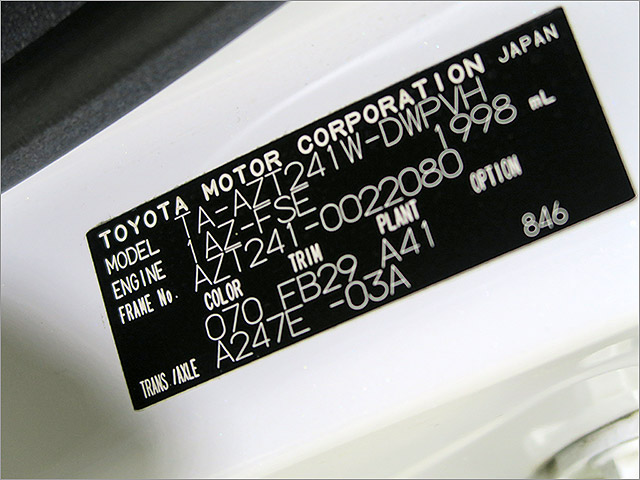 TOYOTA MOTOR CORPORATION JAPAN
MODEL TA-AZT241W-DWPVH
ENGINE 1AZ-FSE 1998 mL
FRAME No. AZT241-0022080
COLOR TRIM PLANT OPTION
070 FB29 A41 846
TRANS/AXLE A247E -03A